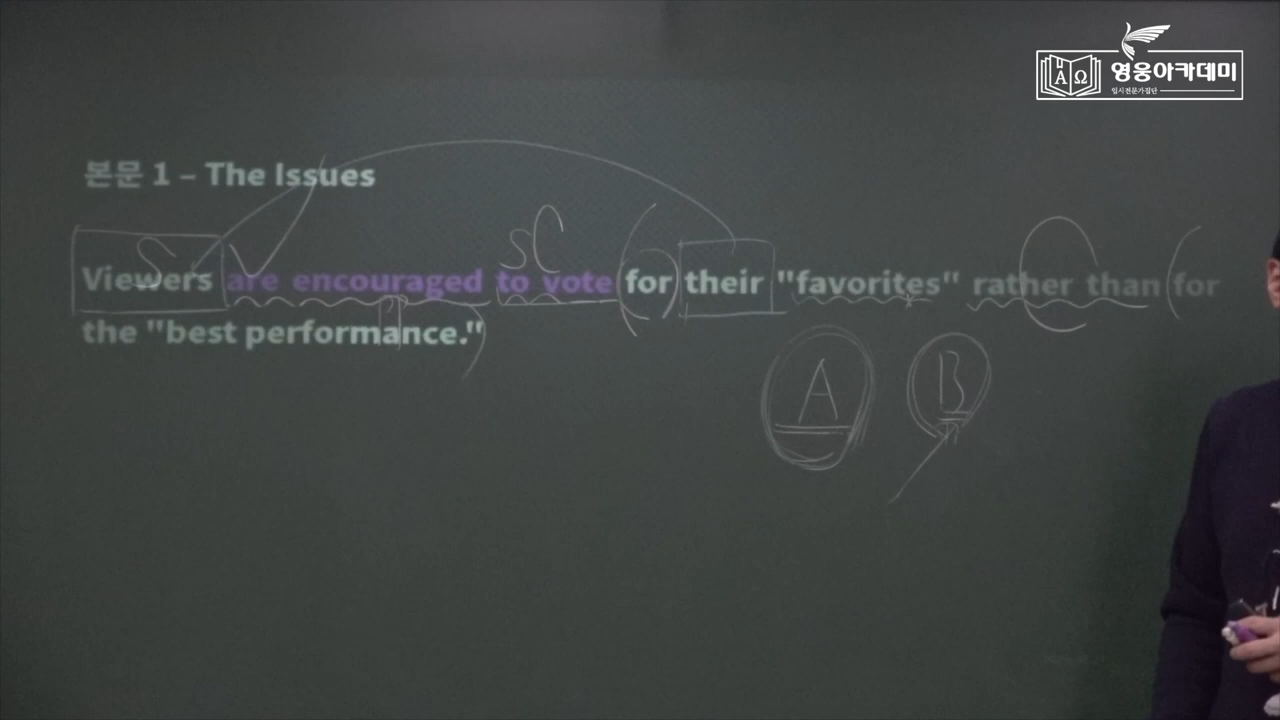 영웅아카데미
입시전문가집단
A Ω
본문 1 – The Issues
S V SC
Viewers are encouraged to vote for their "favorites" rather than for
the "best performance."
A B